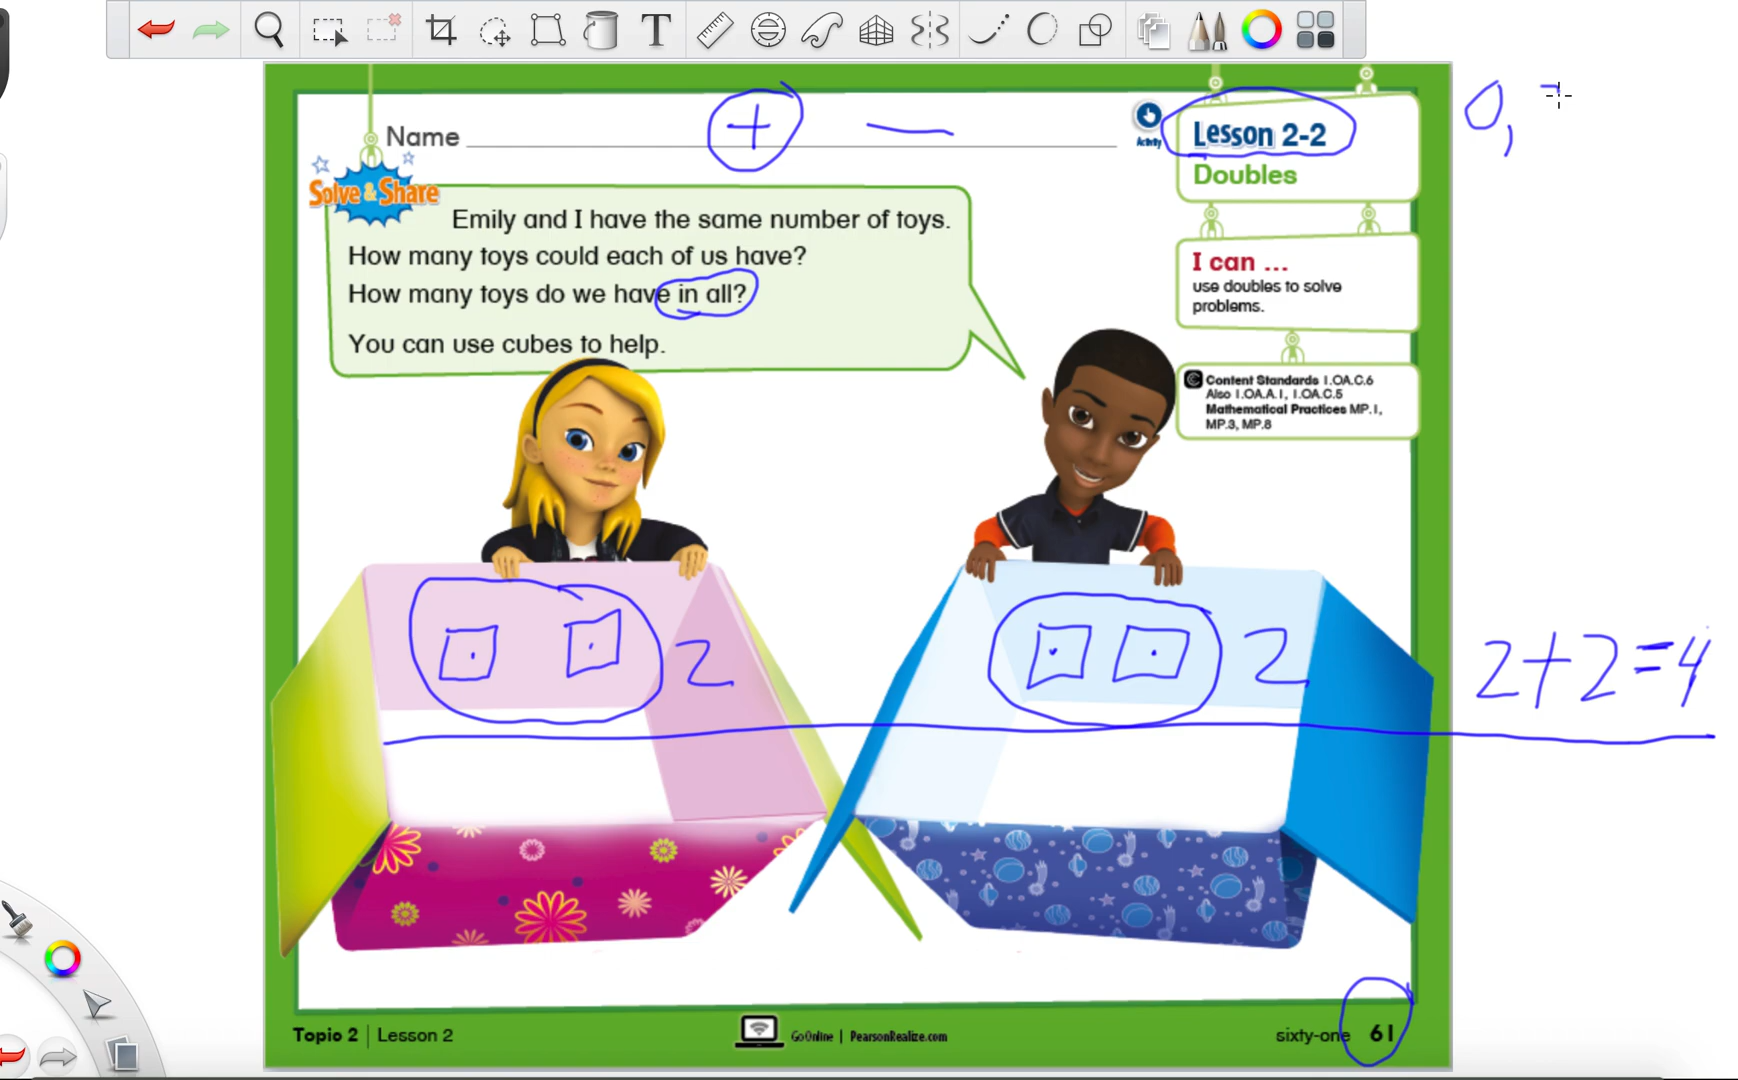 T
+ —
0,
Name
Activity
Lesson 2-2
Doubles
Solve & Share
Emily and I have the same number of toys.
How many toys could each of us have?
How many toys do we have in all?
You can use cubes to help.
I can ...
use doubles to solve
problems.
Content Standards 1.OA.C.6
Also 1.OA.A.1, 1.OA.C.5
Mathematical Practices MP.1,
MP.3, MP.8
2
2
2+2=4
Topic 2 | Lesson 2
Go Online | PearsonRealize.com
sixty-one 61